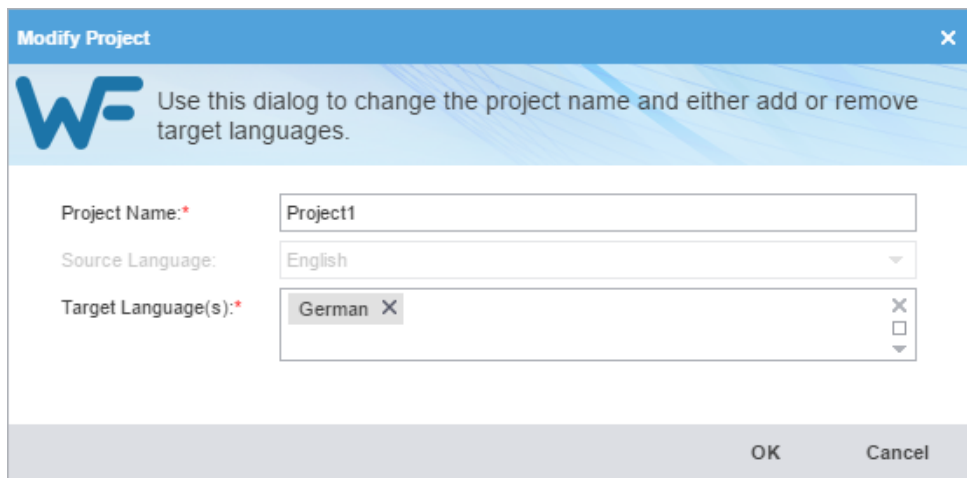 Modify Project
WF
Use this dialog to change the project name and either add or remove
target languages.
Project Name:* Project1
Source Language: English
Target Language(s):* German
OK Cancel